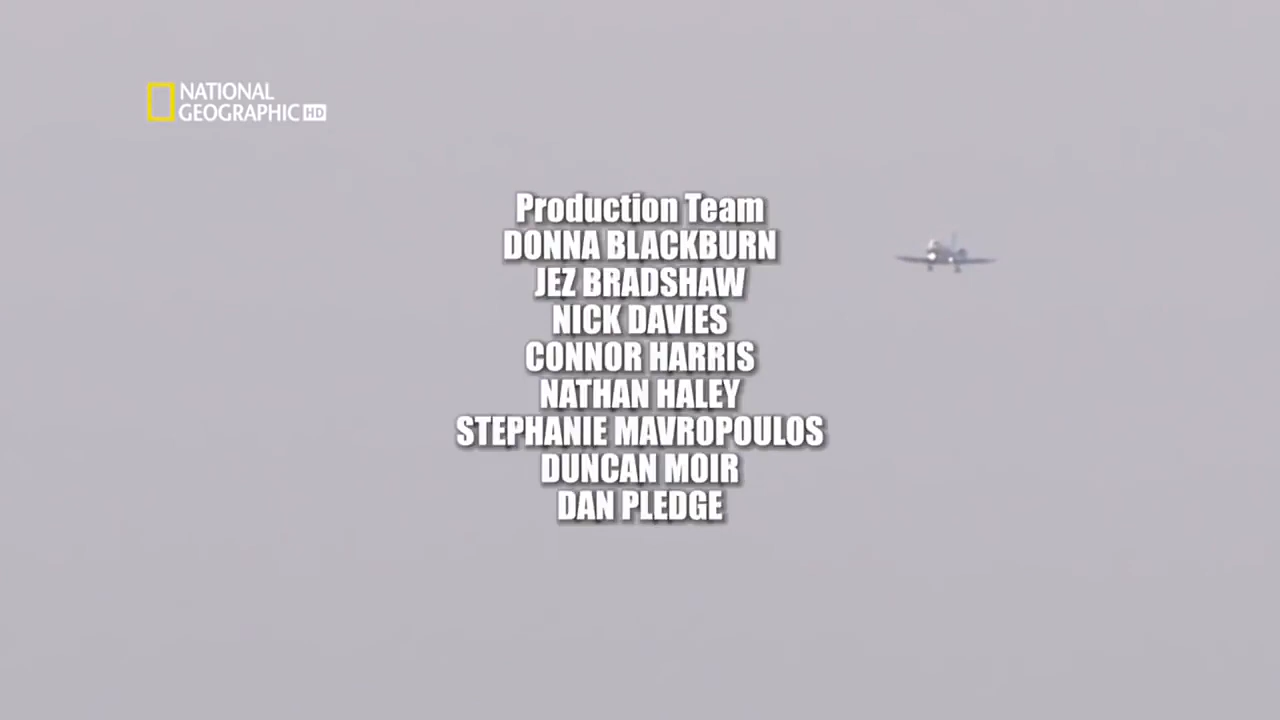 NATIONAL
GEOGRAPHIC HD
Production Team
DONNA BLACKBURN
JEZ BRADSHAW
NICK DAVIES
CONNOR HARRIS
NATHAN HALEY
STEPHANIE MAVROPOULOS
DUNCAN MOIR
DAN PLEDGE